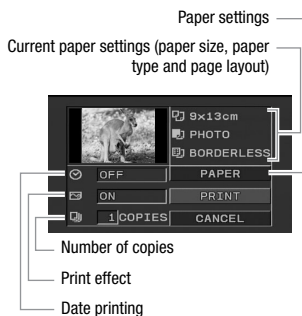 Paper settings
Current paper settings (paper size, paper
type and page layout)
9x13cm
PHOTO
BORDERLESS
OFF
PAPER
ON
PRINT
1 COPIES
CANCEL
Number of copies
Print effect
Date printing